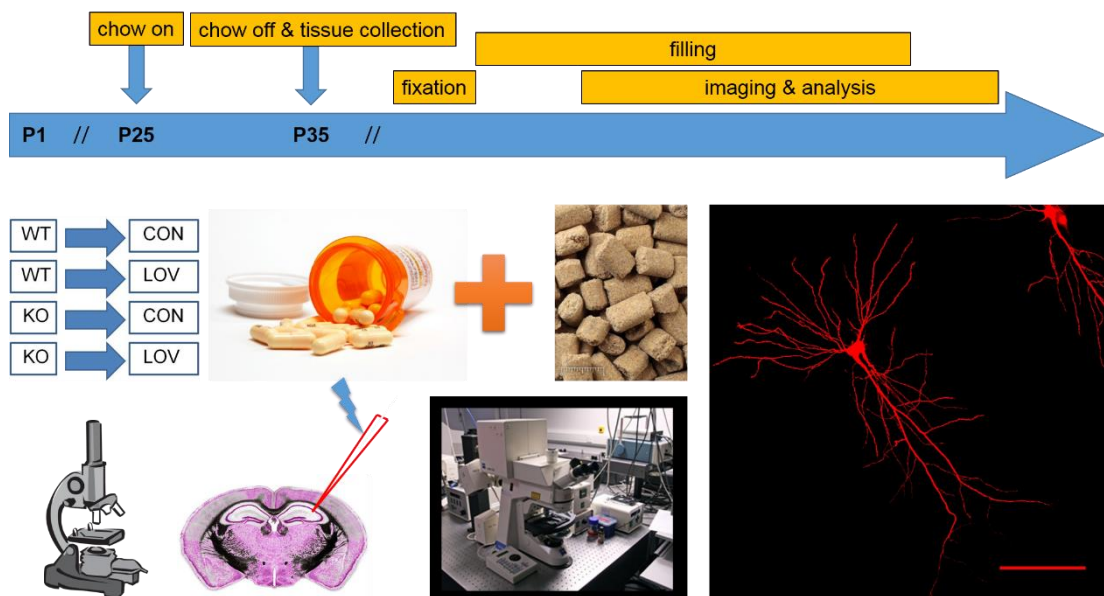 chow on
chow off & tissue collection
filling
fixation
imaging & analysis
P1 // P25 P35 //
WT CON
WT LOV
KO CON
KO LOV